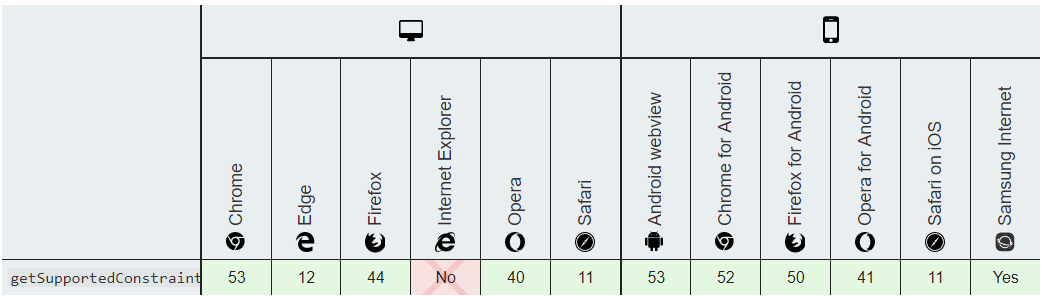 Chrome
Edge
Firefox
Internet Explorer
Opera
Safari
Android webview
Chrome for Android
Firefox for Android
Opera for Android
Safari on iOS
Samsung Internet
getSupportedConstraint 53 12 44 No 40 11 53 52 50 41 11 Yes